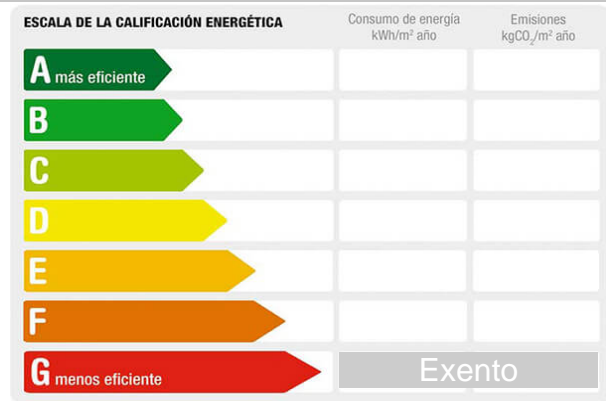 ESCALA DE LA CALIFICACIÓN ENERGÉTICA
Consumo de energía
kWh/m² año
Emisiones
kgCO₂/m² año
A más eficiente
B
C
D
E
F
G menos eficiente
Exento